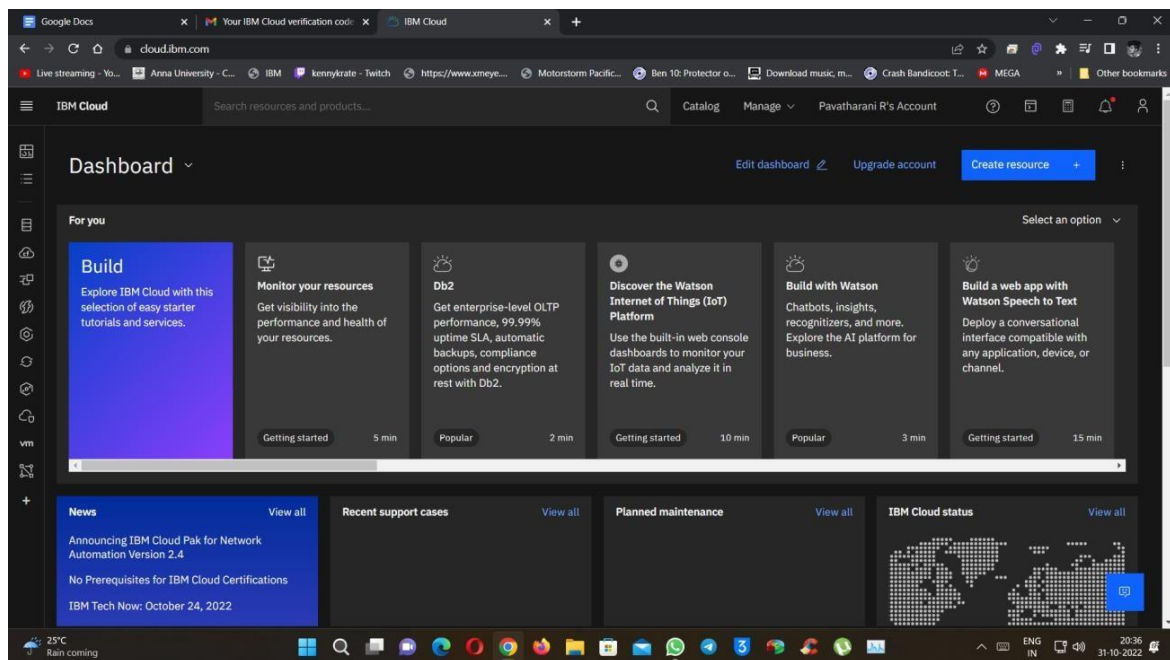 Google Docs
Your IBM Cloud verification code
IBM Cloud
cloud.ibm.com
Live streaming - Yo...
Anna University - C...
IBM
kennykrate - Twitch
https://www.xmeye....
Motorstorm Pacific...
Ben 10: Protector o...
Download music, m...
Crash Bandicoot: T...
MEGA
Other bookmarks
IBM Cloud
Search resources and products...
Catalog
Manage
Pavatharani R's Account
Dashboard
Edit dashboard
Upgrade account
Create resource +
For you
Select an option
Build
Explore IBM Cloud with this
selection of easy starter
tutorials and services.
Monitor your resources
Get visibility into the
performance and health of
your resources.
Getting started 5 min
Db2
Get enterprise-level OLTP
performance, 99.99%
uptime SLA, automatic
backups, compliance
options and encryption at
rest with Db2.
Popular 2 min
Discover the Watson
Internet of Things (IoT)
Platform
Use the built-in web console
dashboards to monitor your
IoT data and analyze it in
real time.
Getting started 10 min
Build with Watson
Chatbots, insights,
recognitizers, and more.
Explore the AI platform for
business.
Popular 3 min
Build a web app with
Watson Speech to Text
Deploy a conversational
interface compatible with
any application, device, or
channel.
Getting started 15 min
vm
News View all
Announcing IBM Cloud Pak for Network
Automation Version 2.4
No Prerequisites for IBM Cloud Certifications
IBM Tech Now: October 24, 2022
Recent support cases View all
Planned maintenance View all
IBM Cloud status View all
25°C
Rain coming
ENG
IN
20:36
31-10-2022